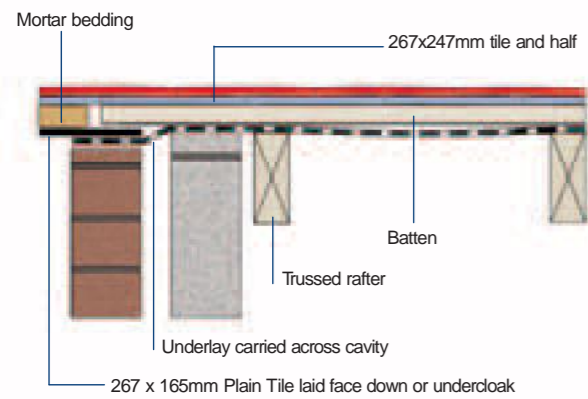 Mortar bedding
267x247mm tile and half
Batten
Trussed rafter
Underlay carried across cavity
267 x 165mm Plain Tile laid face down or undercloak